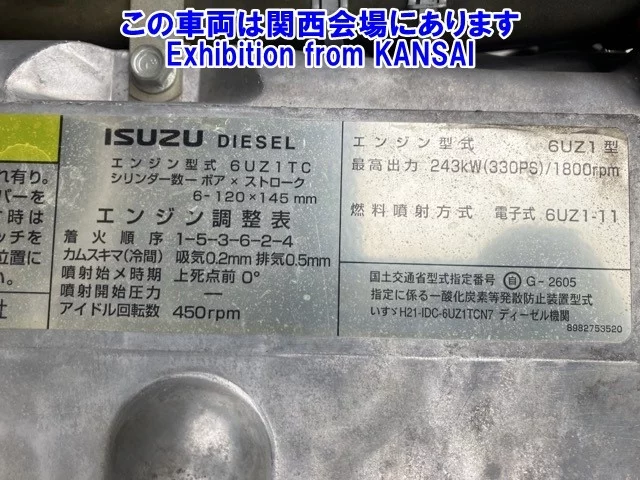 この車両は関西会場にあります
Exhibition from KANSAI
れ有り。
バーを
時は
ッチを
位置に
社
ISUZU DIESEL
エンジン型式 6UZ1TC
シリンダー数－ボア×ストローク
6－120×145mm
エンジン調整表
着火順序 1-5-3-6-2-4
カムスキマ(冷間) 吸気0.2mm 排気0.5mm
噴射始メ時期 上死点前 0°
噴射開始圧力 —
アイドル回転数 450rpm
エンジン型式 6UZ1型
最高出力 243kW(330PS)/1800rpm
燃料噴射方式 電子式 6UZ1-11
国土交通省型式指定番号 自 G-2605
指定に係る一酸化炭素等発散防止装置型式
いすゞH21-IDC-6UZ1TCN7 ディーゼル機関
8982753520